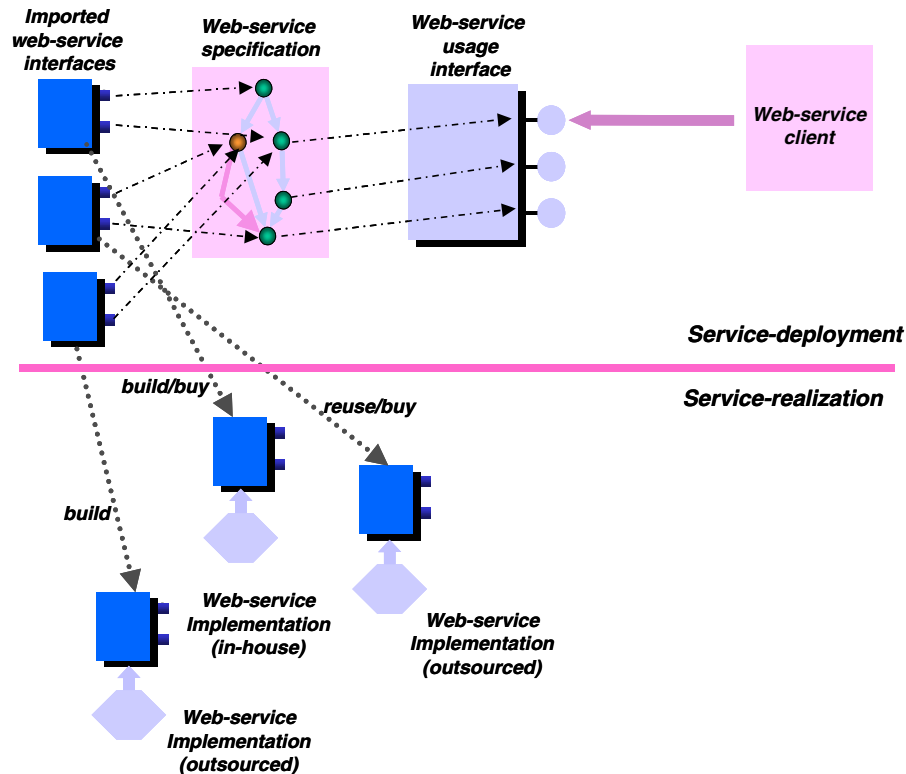 Imported
web-service
interfaces
Web-service
specification
Web-service
usage
interface
Web-service
client
Service-deployment
Service-realization
build/buy
reuse/buy
build
Web-service
Implementation
(in-house)
Web-service
Implementation
(outsourced)
Web-service
Implementation
(outsourced)